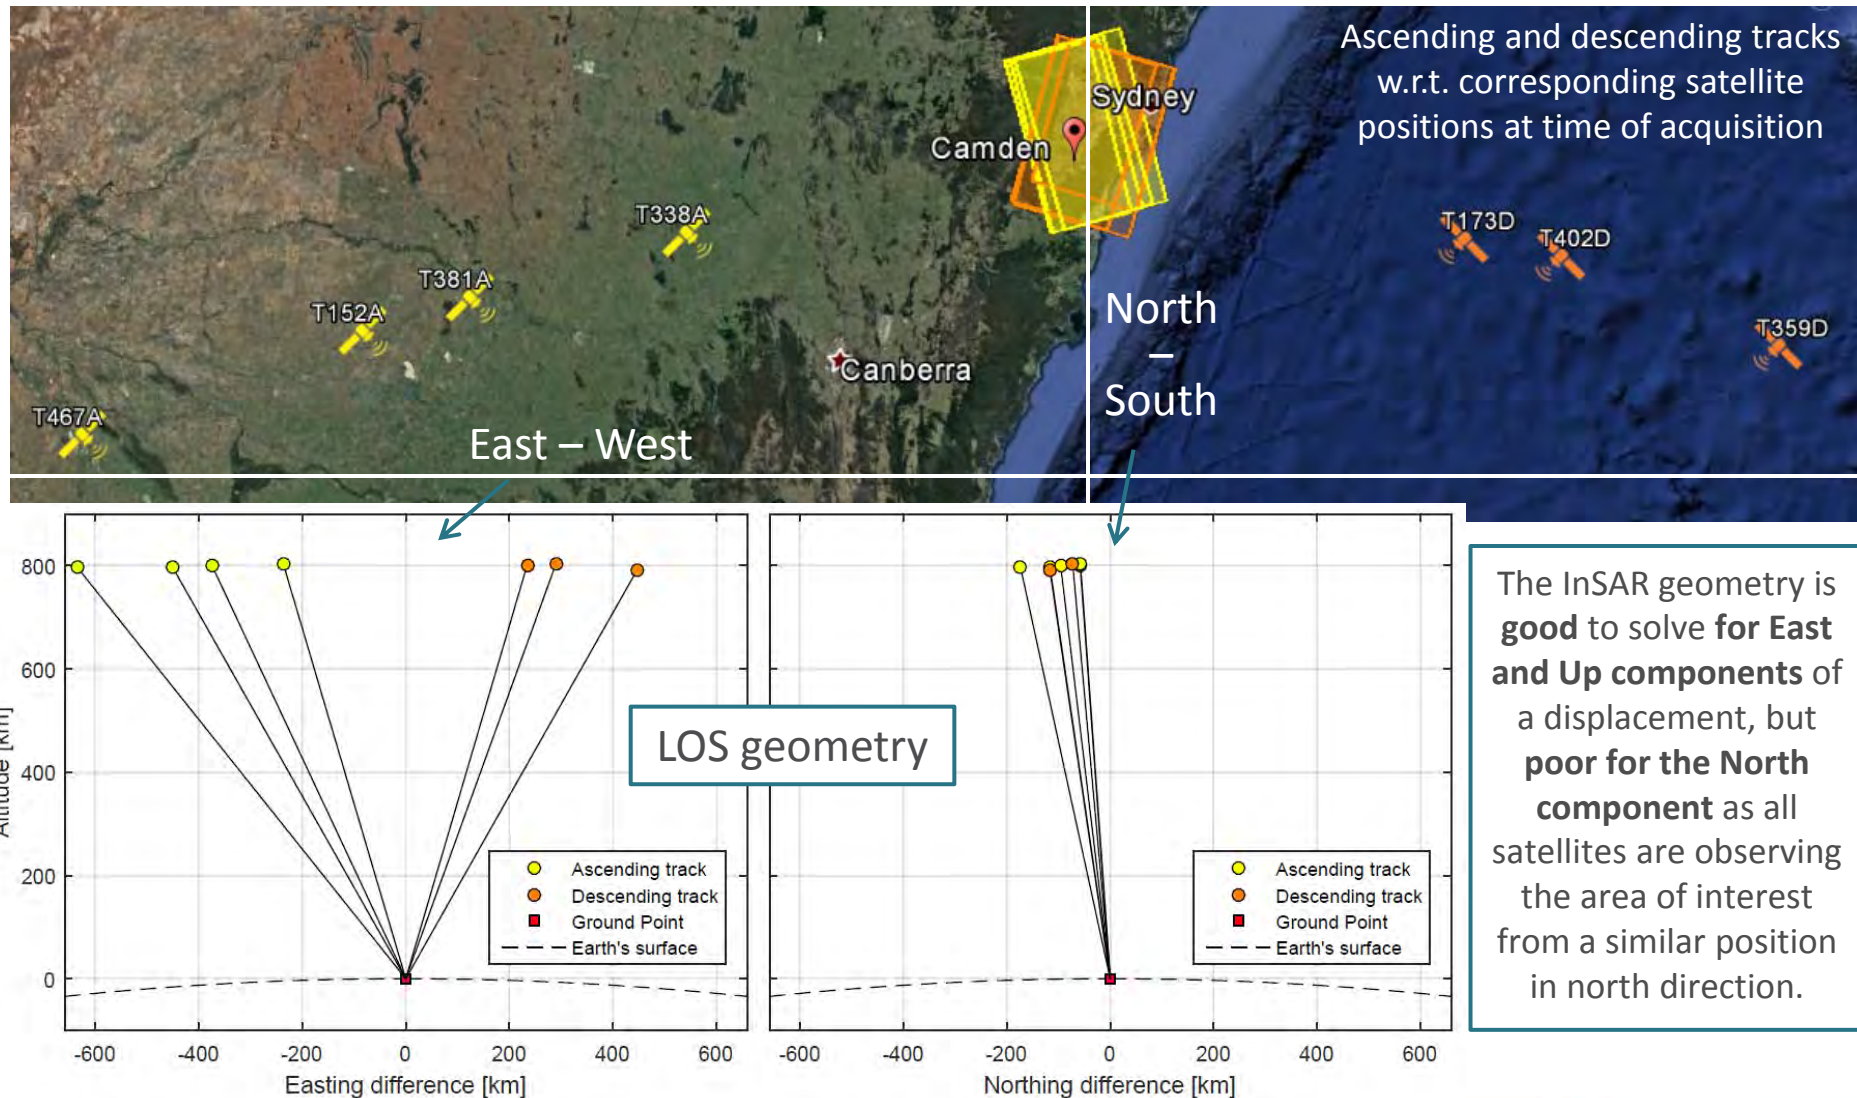 Ascending and descending tracks
w.r.t. corresponding satellite
positions at time of acquisition
Sydney
Camden
T338A
T173D
T402D
T381A
T152A
North
–
South
T359D
Canberra
T467A
East – West
800
600
400
200
0
-600
-400
-200
0
200
400
600
Easting difference [km]
Altitude [km]
Ascending track
Descending track
Ground Point
Earth's surface
LOS geometry
Ascending track
Descending track
Ground Point
Earth's surface
-600
-400
-200
0
200
400
600
Northing difference [km]
The InSAR geometry is
good to solve for East
and Up components of
a displacement, but
poor for the North
component as all
satellites are observing
the area of interest
from a similar position
in north direction.